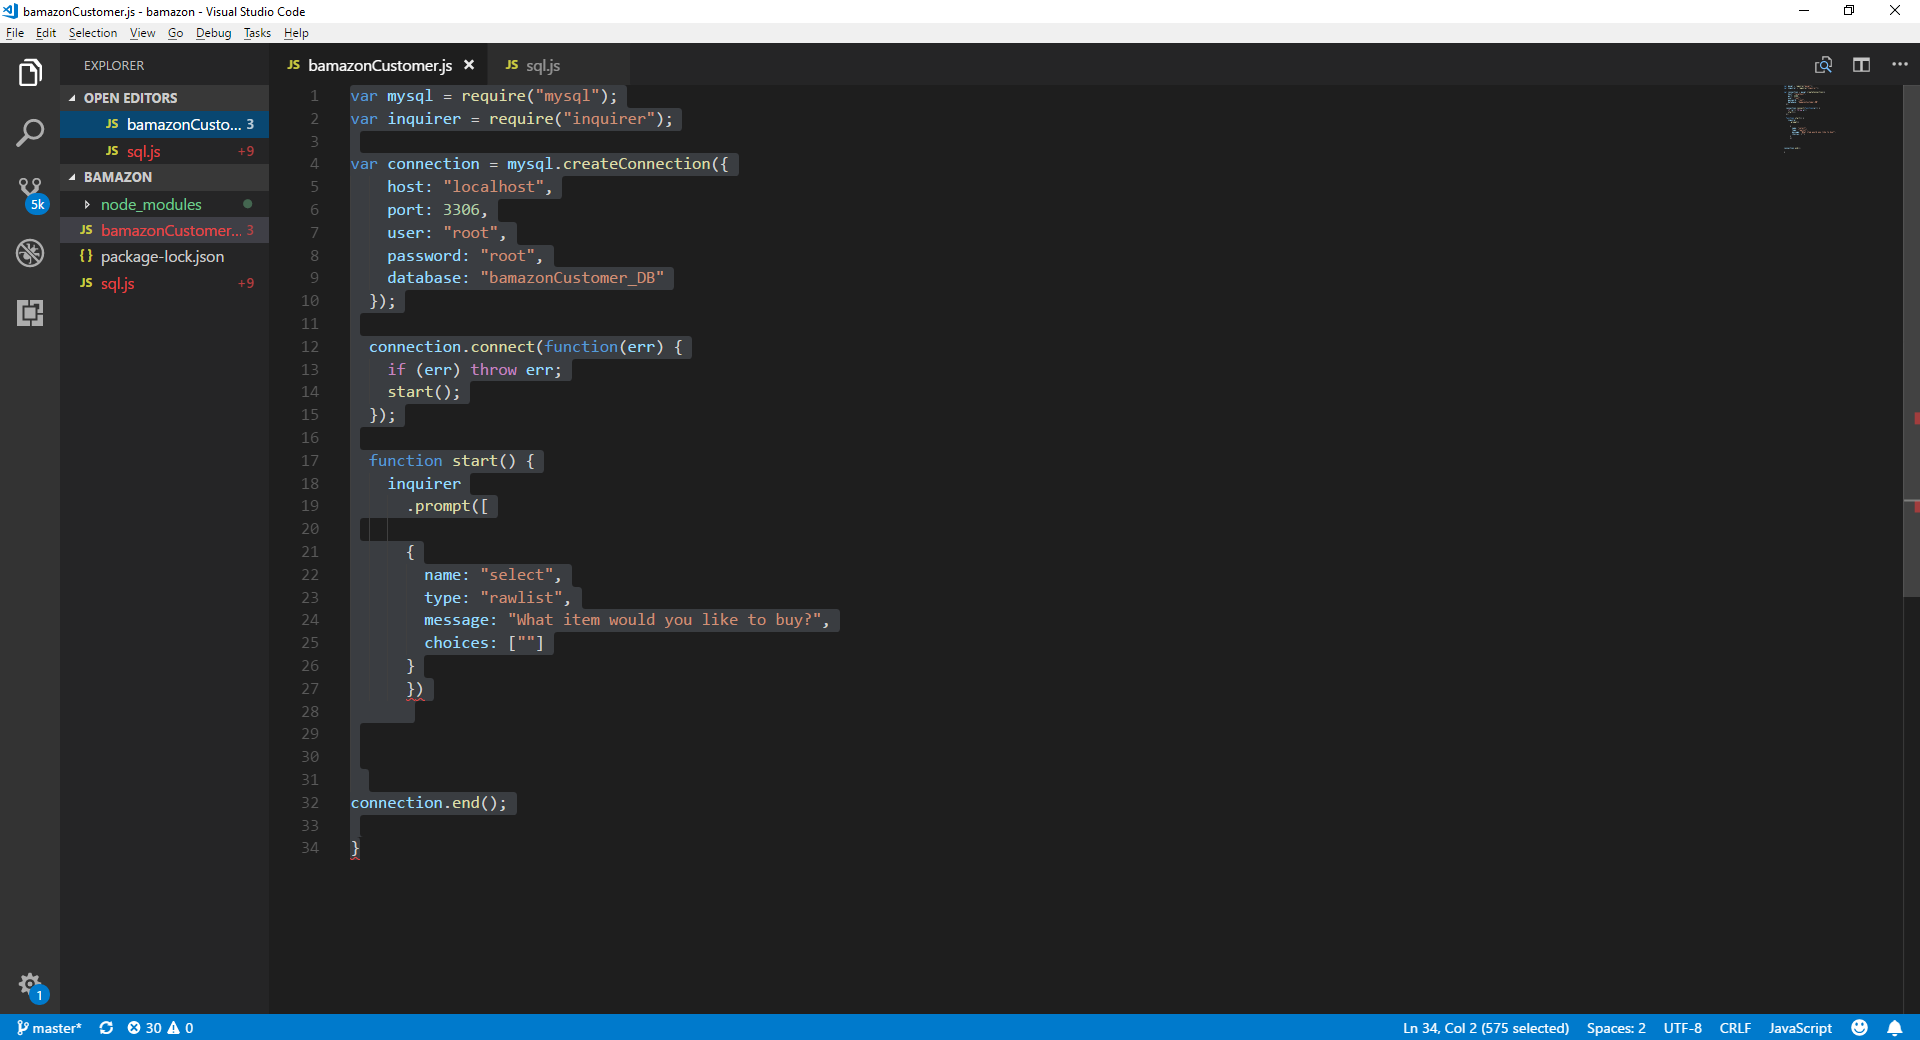 bamazonCustomer.js - bamazon - Visual Studio Code
File Edit Selection View Go Debug Tasks Help
EXPLORER
JS bamazonCustomer.js
JS sql.js
OPEN EDITORS
JS bamazonCusto... 3
JS sql.js +9
BAMAZON
node_modules
JS bamazonCustomer... 3
{} package-lock.json
JS sql.js +9
5k
1
1 var mysql = require("mysql");
2 var inquirer = require("inquirer");
3
4 var connection = mysql.createConnection({
5 host: "localhost",
6 port: 3306,
7 user: "root",
8 password: "root",
9 database: "bamazonCustomer_DB"
10 });
11
12 connection.connect(function(err) {
13 if (err) throw err;
14 start();
15 });
16
17 function start() {
18 inquirer
19 .prompt([
20
21 {
22 name: "select",
23 type: "rawlist",
24 message: "What item would you like to buy?",
25 choices: [""]
26 }
27 })
28
29
30
31
32 connection.end();
33
34 }
master* 30 0
Ln 34, Col 2 (575 selected) Spaces: 2 UTF-8 CRLF JavaScript